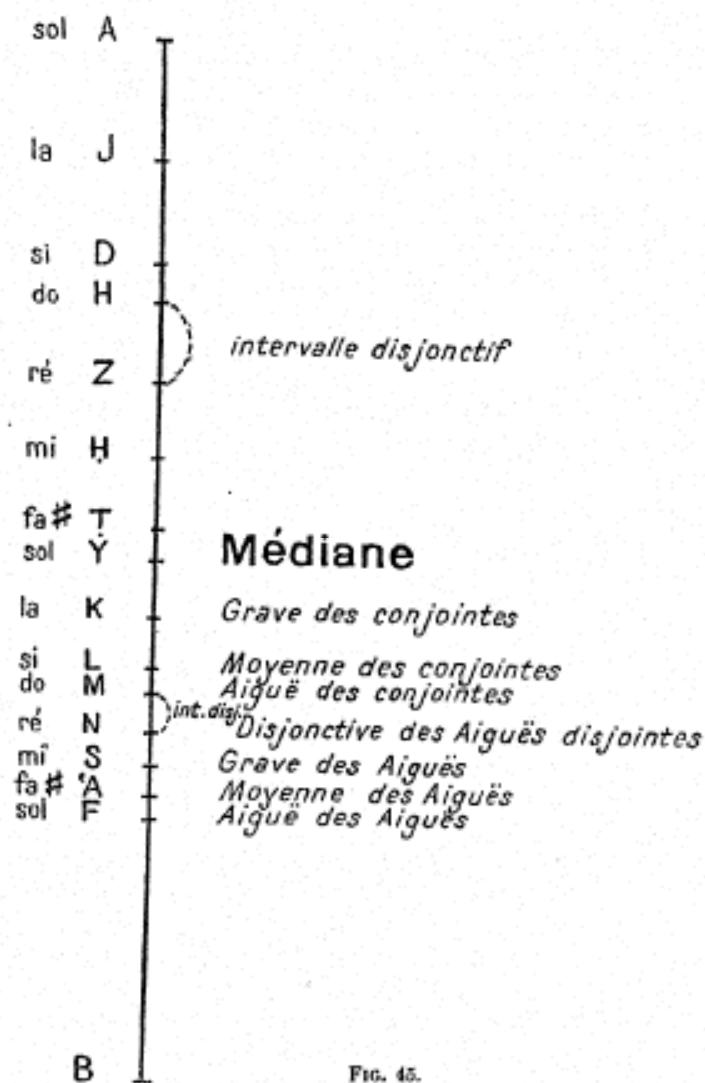 sol A
la J
si D
do H
intervalle disjonctif
ré Z
mi Ḥ
fa# Ṭ
sol Y Médiane
la K Grave des conjointes
si L Moyenne des conjointes
do M Aiguë des conjointes
int. disj.
ré N Disjonctive des Aiguës disjointes
mi S Grave des Aiguës
fa# 'A Moyenne des Aiguës
sol F Aiguë des Aiguës
B
FIG. 45.